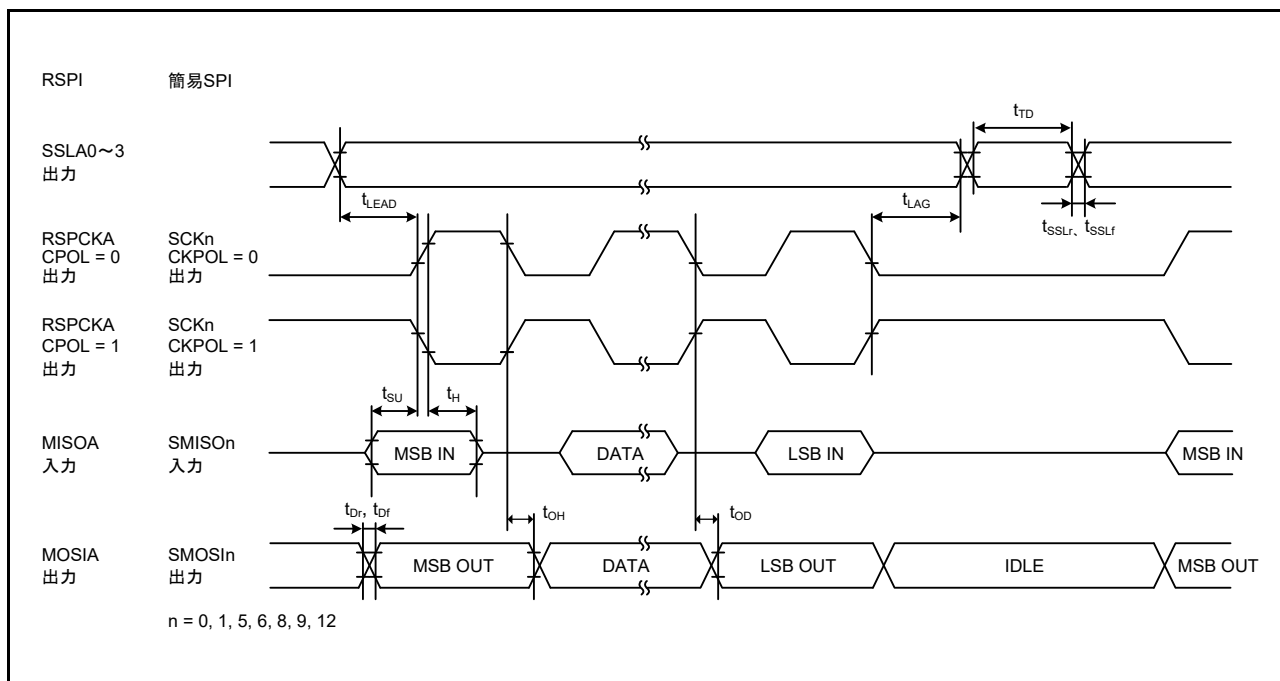 RSPI 簡易SPI
tTD
SSLA0～3
出力
tLEAD
tLAG
tSSLr、tSSLf
RSPCKA SCKn
CPOL = 0 CKPOL = 0
出力 出力
RSPCKA SCKn
CPOL = 1 CKPOL = 1
出力 出力
tSU tH
MISOA SMISOn
入力 入力
MSB IN DATA LSB IN MSB IN
tDr, tDf tOH tOD
MOSIA SMOSIn
出力 出力
MSB OUT DATA LSB OUT IDLE MSB OUT
n = 0, 1, 5, 6, 8, 9, 12